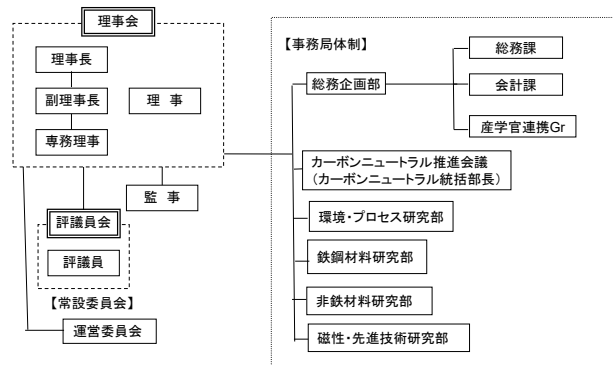 理事会
理事長
副理事長
理 事
専務理事
監 事
評議員会
評議員
【常設委員会】
運営委員会
【事務局体制】
総務企画部
総務課
会計課
産学官連携Gr
カーボンニュートラル推進会議
（カーボンニュートラル統括部長）
環境・プロセス研究部
鉄鋼材料研究部
非鉄材料研究部
磁性・先進技術研究部